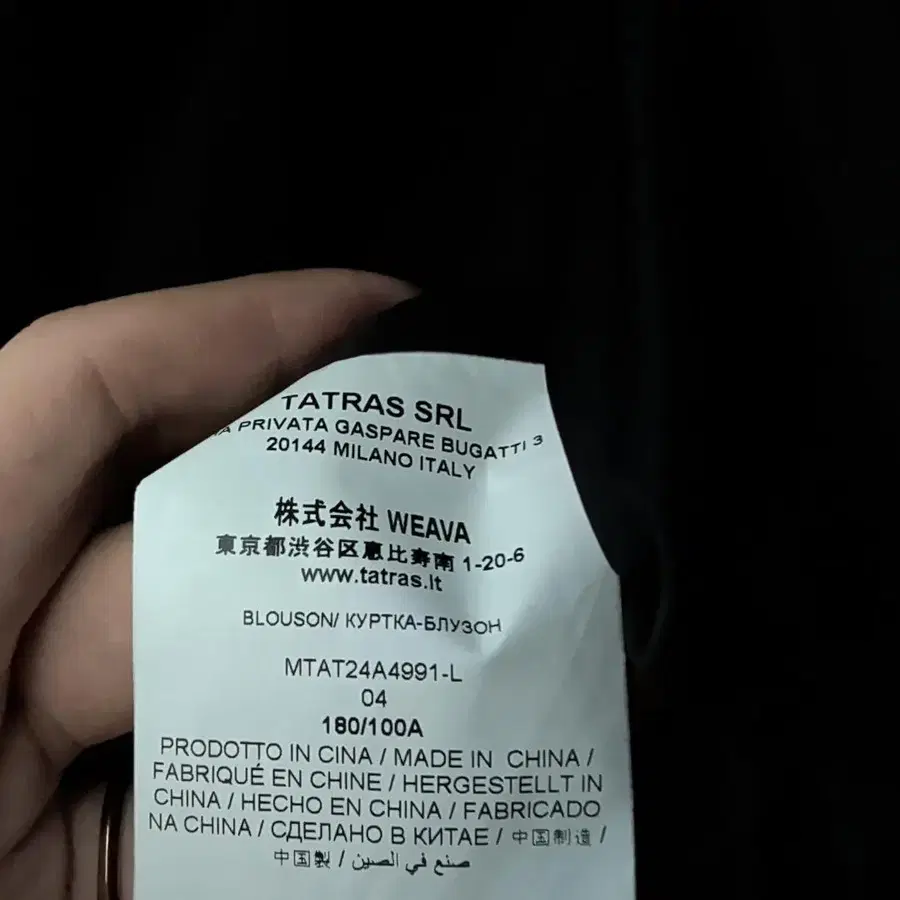 TATRAS SRL
VIA PRIVATA GASPARE BUGATTI 3
20144 MILANO ITALY
株式会社 WEAVA
東京都渋谷区恵比寿南 1-20-6
www.tatras.it
BLOUSON/ КУРТКА-БЛУЗОН
MTAT24A4991-L
04
180/100A
PRODOTTO IN CINA / MADE IN CHINA /
FABRIQUÉ EN CHINE / HERGESTELLT IN
CHINA / HECHO EN CHINA / FABRICADO
NA CHINA / СДЕЛАНО В КИТАЕ / 中国制造 /
中国製 / صنع في الصين